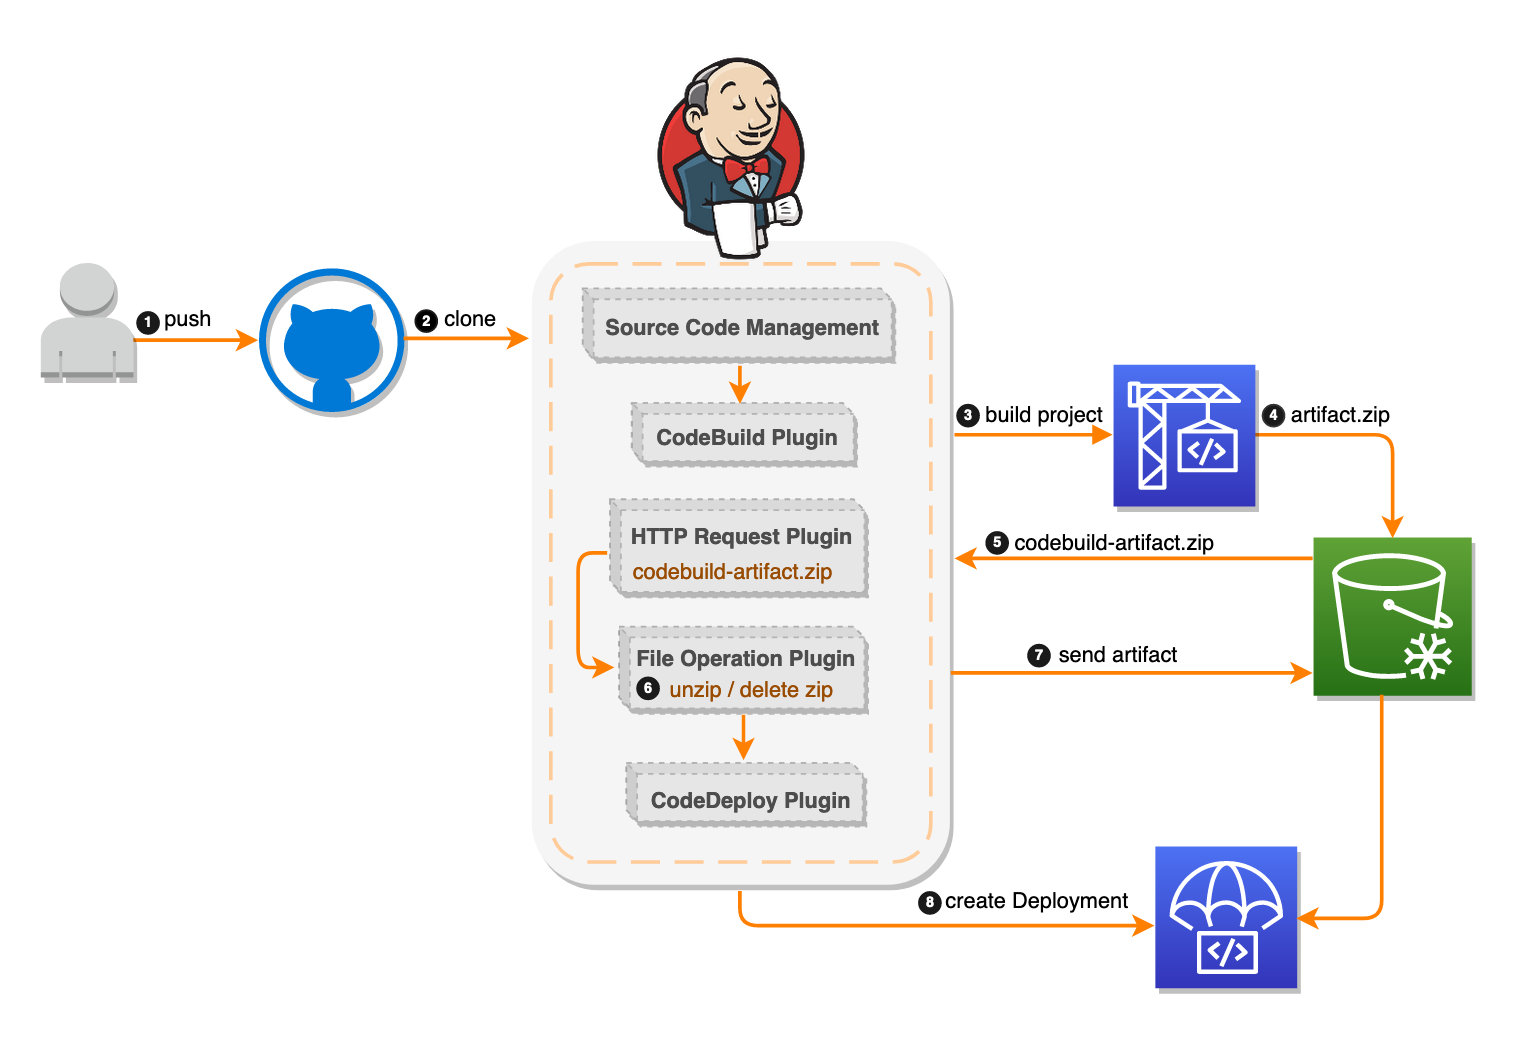 1 push
2 clone
Source Code Management
CodeBuild Plugin
3 build project
4 artifact.zip
HTTP Request Plugin
codebuild-artifact.zip
5 codebuild-artifact.zip
File Operation Plugin
6 unzip / delete zip
7 send artifact
CodeDeploy Plugin
8 create Deployment